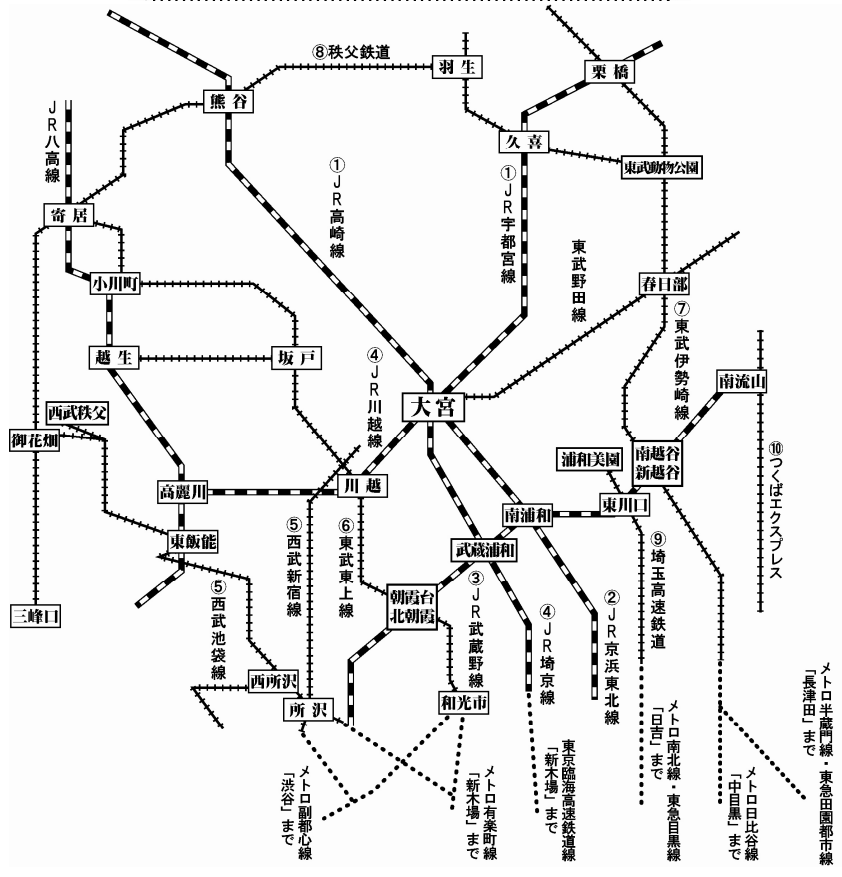 ⑧秩父鉄道
羽生
栗橋
熊谷
JR八高線
久喜
東武動物公園
①JR高崎線
①JR宇都宮線
寄居
東武野田線
小川町
春日部
⑦東武伊勢崎線
越生
坂戸
④JR川越線
南流山
大宮
西武秩父
御花畑
南越谷
新越谷
⑩つくばエクスプレス
浦和美園
川越
高麗川
東川口
南浦和
東飯能
⑤西武新宿線
⑥東武東上線
武蔵浦和
⑨埼玉高速鉄道
三峰口
⑤西武池袋線
朝霞台
北朝霞
③JR武蔵野線
④JR埼京線
②JR京浜東北線
西所沢
所沢
和光市
メトロ副都心線
「渋谷」まで
メトロ有楽町線
「新木場」まで
東京臨海高速鉄道線
「新木場」まで
メトロ南北線・東急目黒線
「日吉」まで
メトロ日比谷線
「中目黒」まで
メトロ半蔵門線・東急田園都市線
「長津田」まで